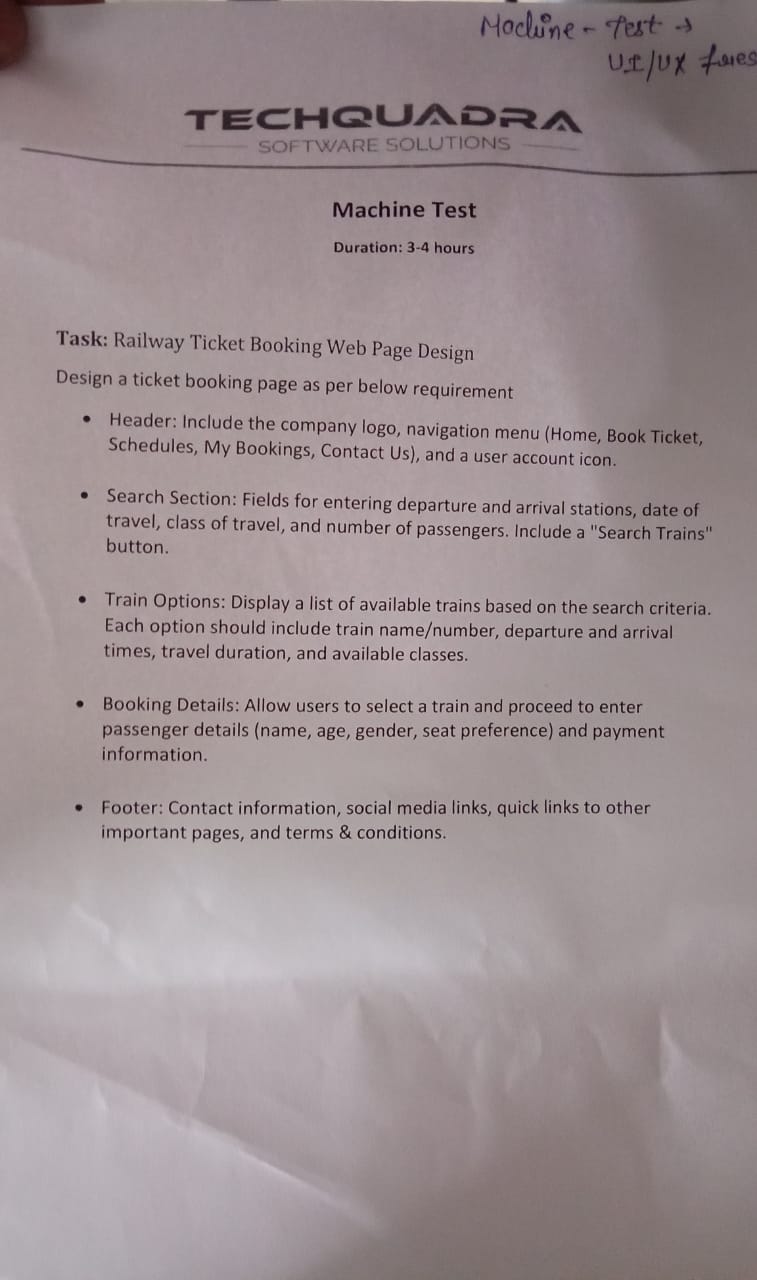 Machine - Test →
UI/UX
TECHQUADRA
SOFTWARE SOLUTIONS
Machine Test
Duration: 3-4 hours
Task: Railway Ticket Booking Web Page Design
Design a ticket booking page as per below requirement
• Header: Include the company logo, navigation menu (Home, Book Ticket,
Schedules, My Bookings, Contact Us), and a user account icon.
• Search Section: Fields for entering departure and arrival stations, date of
travel, class of travel, and number of passengers. Include a "Search Trains"
button.
• Train Options: Display a list of available trains based on the search criteria.
Each option should include train name/number, departure and arrival
times, travel duration, and available classes.
• Booking Details: Allow users to select a train and proceed to enter
passenger details (name, age, gender, seat preference) and payment
information.
• Footer: Contact information, social media links, quick links to other
important pages, and terms & conditions.